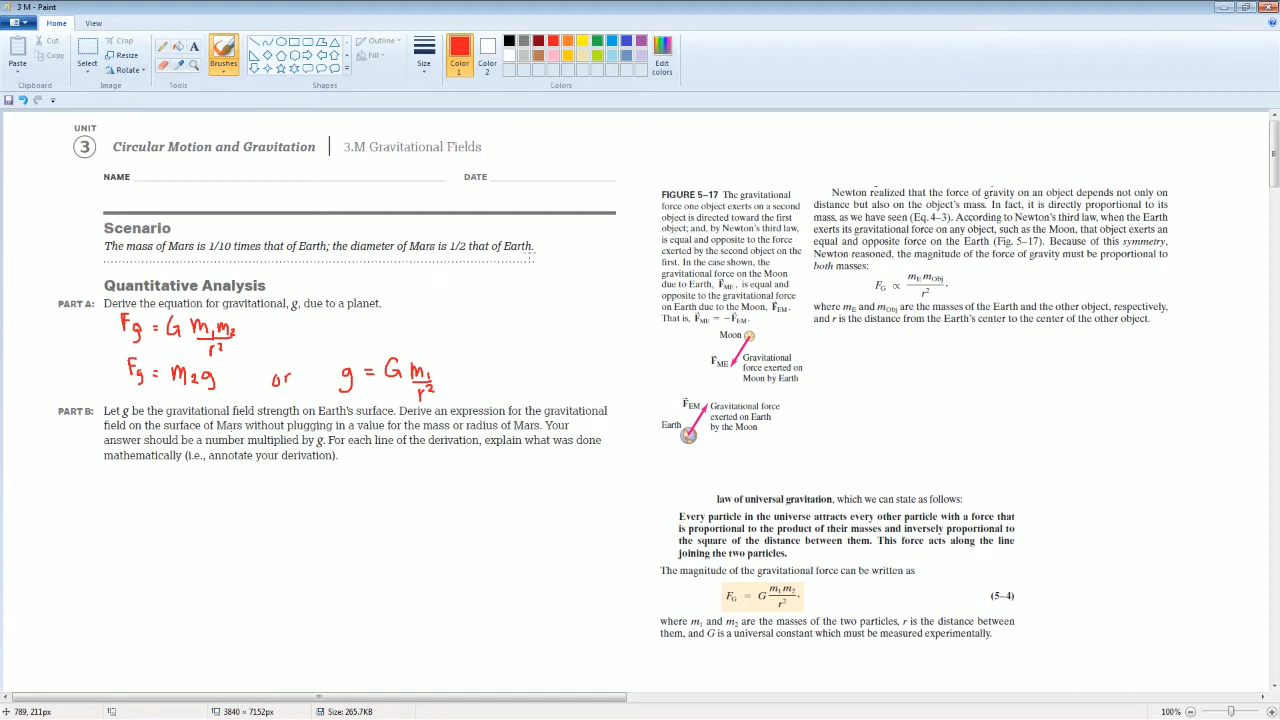 3 M - Paint
Home View
Paste
Cut
Copy
Clipboard
Select
Crop
Resize
Rotate
Image
A
Tools
Brushes
Outline
Fill
Shapes
Size
Color 1
Color 2
Edit colors
Colors
UNIT
3 Circular Motion and Gravitation | 3.M Gravitational Fields
NAME DATE
Scenario
The mass of Mars is 1/10 times that of Earth; the diameter of Mars is 1/2 that of Earth.
Quantitative Analysis
PART A: Derive the equation for gravitational, g, due to a planet.
Fg = G m₁m₂/r²
Fg = m₂g or g = G m₁/r²
PART B: Let g be the gravitational field strength on Earth's surface. Derive an expression for the gravitational
field on the surface of Mars without plugging in a value for the mass or radius of Mars. Your
answer should be a number multiplied by g. For each line of the derivation, explain what was done
mathematically (i.e., annotate your derivation).
FIGURE 5–17 The gravitational
force one object exerts on a second
object is directed toward the first
object; and, by Newton's third law,
is equal and opposite to the force
exerted by the second object on the
first. In the case shown, the
gravitational force on the Moon
due to Earth, F⃗ME, is equal and
opposite to the gravitational force
on Earth due to the Moon, F⃗EM.
That is, F⃗ME = −F⃗EM.
Moon
F⃗ME
Gravitational
force exerted on
Moon by Earth
F⃗EM
Gravitational force
exerted on Earth
by the Moon
Earth
Newton realized that the force of gravity on an object depends not only on
distance but also on the object's mass. In fact, it is directly proportional to its
mass, as we have seen (Eq. 4–3). According to Newton's third law, when the Earth
exerts its gravitational force on any object, such as the Moon, that object exerts an
equal and opposite force on the Earth (Fig. 5–17). Because of this symmetry,
Newton reasoned, the magnitude of the force of gravity must be proportional to
both masses:
FG ∝ mE mObj/r²,
where mE and mObj are the masses of the Earth and the other object, respectively,
and r is the distance from the Earth's center to the center of the other object.
law of universal gravitation, which we can state as follows:
Every particle in the universe attracts every other particle with a force that
is proportional to the product of their masses and inversely proportional to
the square of the distance between them. This force acts along the line
joining the two particles.
The magnitude of the gravitational force can be written as
FG = G m₁m₂/r², (5–4)
where m₁ and m₂ are the masses of the two particles, r is the distance between
them, and G is a universal constant which must be measured experimentally.
789, 211px
3840 × 7152px
Size: 265.7KB
100%